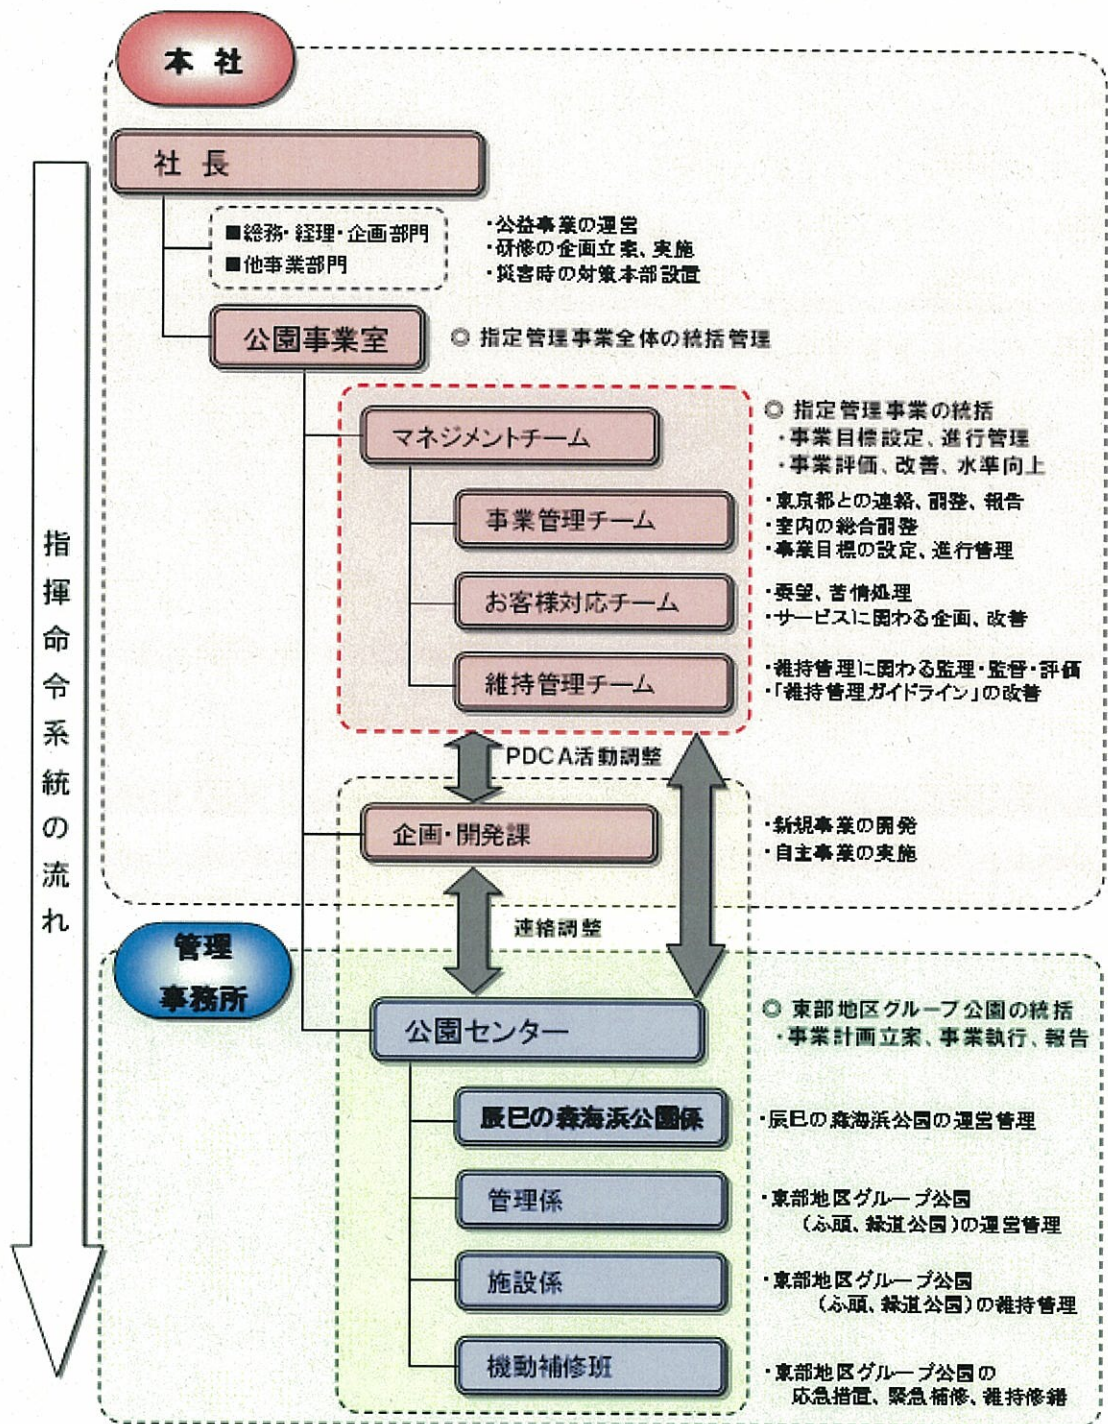 本社
社長
■総務・経理・企画部門
■他事業部門
・公益事業の運営
・研修の企画立案、実施
・災害時の対策本部設置
公園事業室
◎ 指定管理事業全体の統括管理
マネジメントチーム
◎ 指定管理事業の統括
・事業目標設定、進行管理
・事業評価、改善、水準向上
事業管理チーム
・東京都との連絡、調整、報告
・室内の総合調整
・事業目標の設定、進行管理
お客様対応チーム
・要望、苦情処理
・サービスに関わる企画、改善
維持管理チーム
・維持管理に関わる監理・監督・評価
・「維持管理ガイドライン」の改善
PDCA活動調整
企画・開発課
・新規事業の開発
・自主事業の実施
連絡調整
指揮命令系統の流れ
管理
事務所
公園センター
◎ 東部地区グループ公園の統括
・事業計画立案、事業執行、報告
辰巳の森海浜公園係
・辰巳の森海浜公園の運営管理
管理係
・東部地区グループ公園
(ふ頭、緑道公園)の運営管理
施設係
・東部地区グループ公園
(ふ頭、緑道公園)の維持管理
機動補修班
・東部地区グループ公園の
応急措置、緊急補修、維持修繕